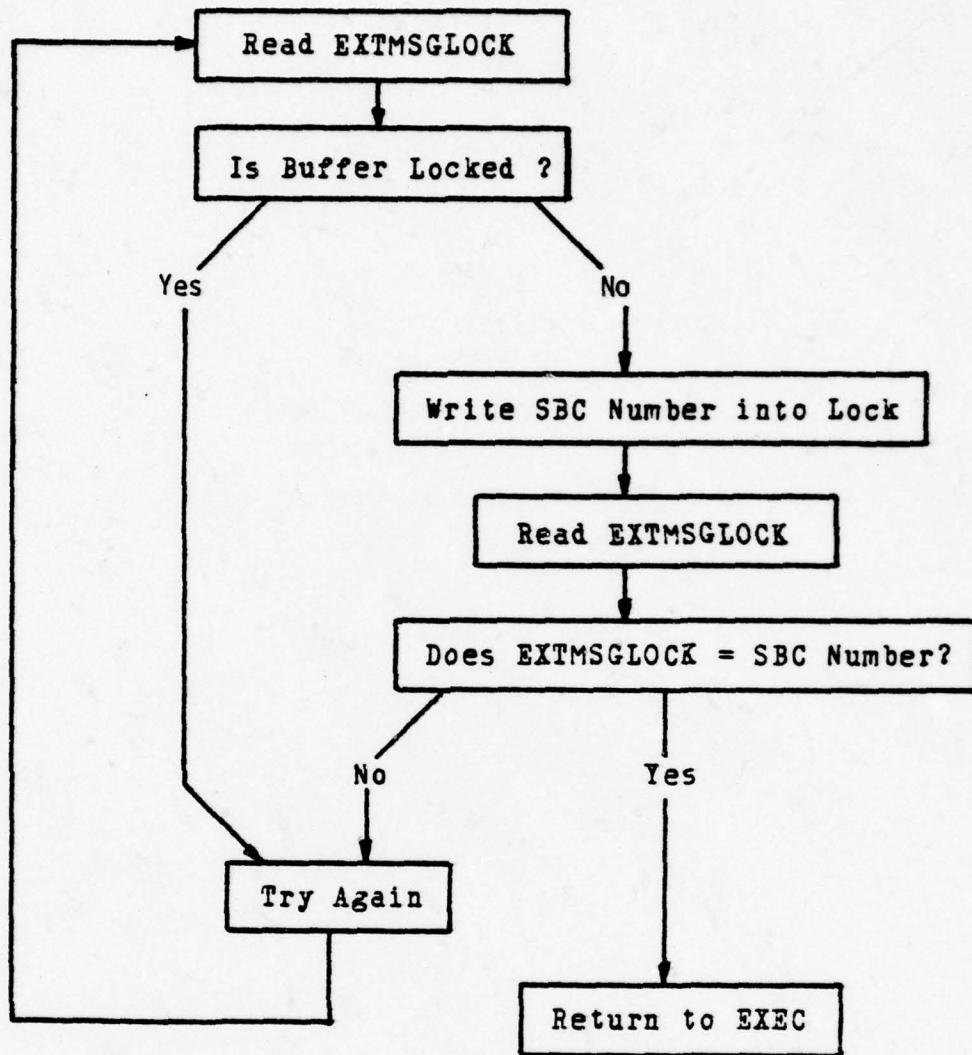 Read EXTMSGLOCK
Is Buffer Locked ?
Yes
No
Write SBC Number into Lock
Read EXTMSGLOCK
Does EXTMSGLOCK = SBC Number?
No
Yes
Try Again
Return to EXEC